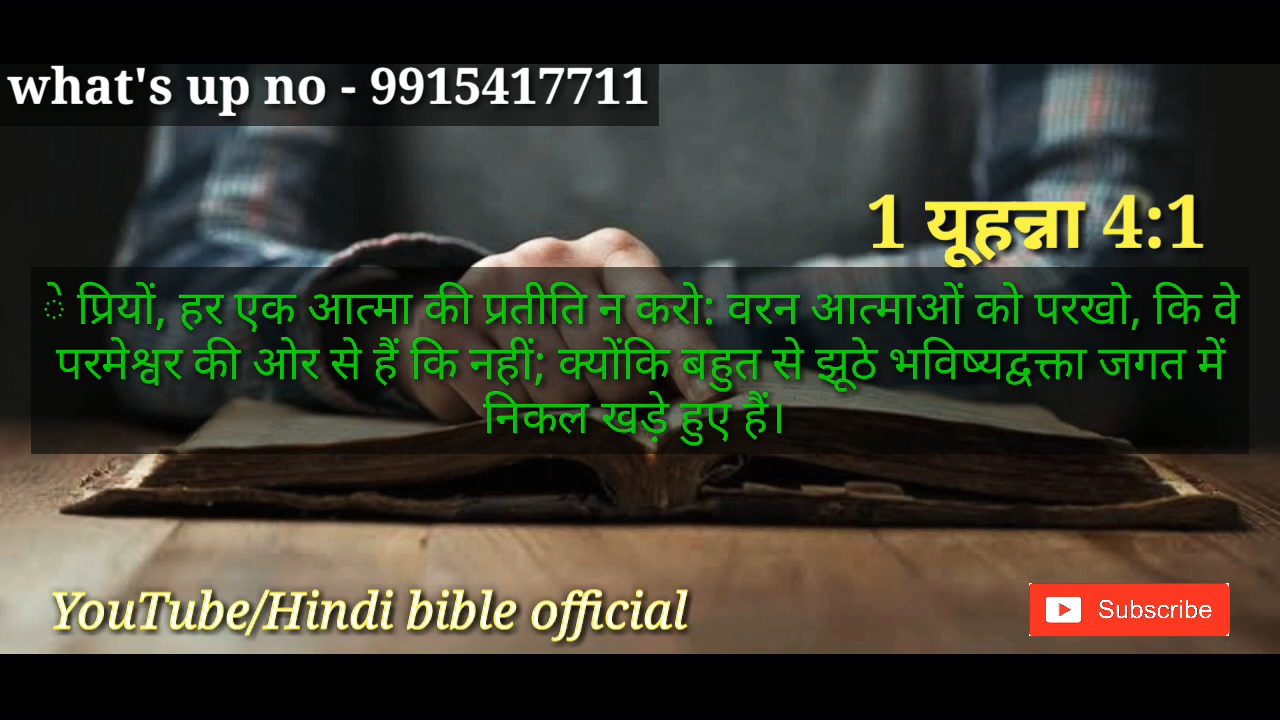 what's up no - 9915417711
1 यूहन्ना 4:1
े प्रियों, हर एक आत्मा की प्रतीति न करो: वरन आत्माओं को परखो, कि वे
परमेश्वर की ओर से हैं कि नहीं; क्योंकि बहुत से झूठे भविष्यद्वक्ता जगत में
निकल खड़े हुए हैं।
YouTube/Hindi bible official
Subscribe